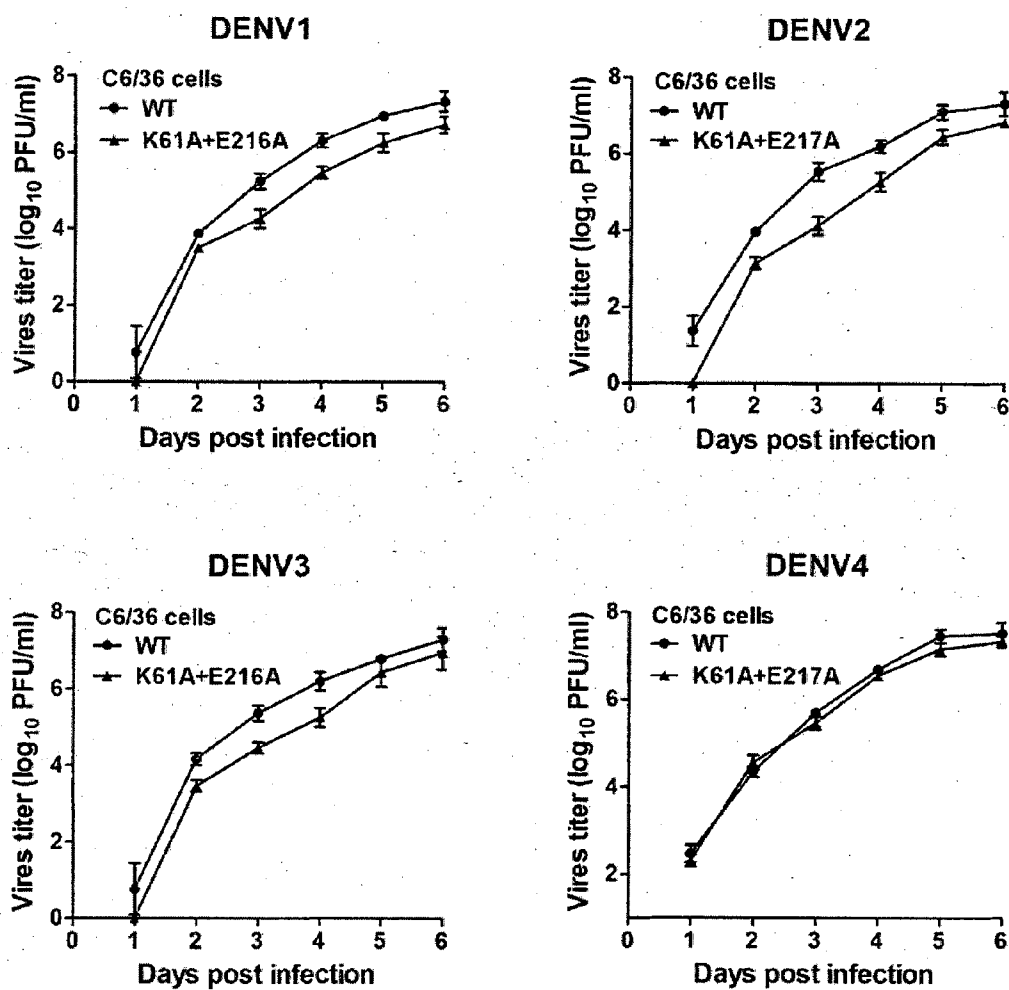 DENV1
Vires titer (log10 PFU/ml)
8
6
4
2
0
C6/36 cells
WT
K61A+E216A
0 1 2 3 4 5 6
Days post infection
DENV2
Vires titer (log10 PFU/ml)
8
6
4
2
0
C6/36 cells
WT
K61A+E217A
0 1 2 3 4 5 6
Days post infection
DENV3
Vires titer (log10 PFU/ml)
8
6
4
2
0
C6/36 cells
WT
K61A+E216A
0 1 2 3 4 5 6
Days post infection
DENV4
Vires titer (log10 PFU/ml)
8
6
4
2
C6/36 cells
WT
K61A+E217A
0 1 2 3 4 5 6
Days post infection